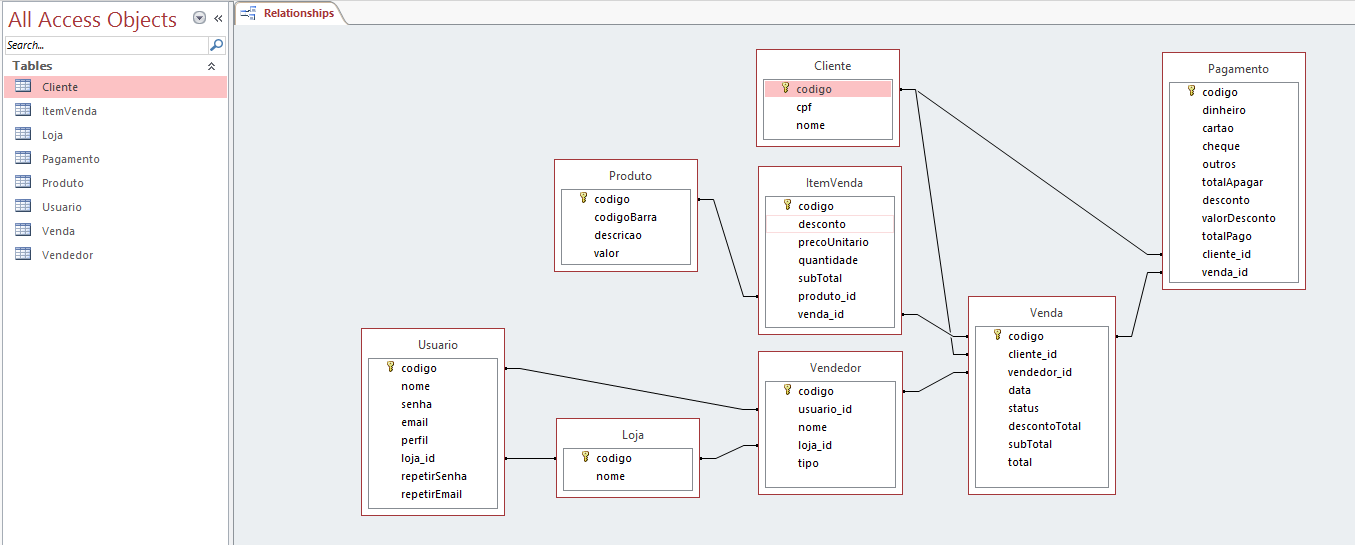 All Access Objects
Search...
Tables
Cliente
ItemVenda
Loja
Pagamento
Produto
Usuario
Venda
Vendedor
Relationships
Cliente
codigo
cpf
nome
Pagamento
codigo
dinheiro
cartao
cheque
outros
totalApagar
desconto
valorDesconto
totalPago
cliente_id
venda_id
Produto
codigo
codigoBarra
descricao
valor
ItemVenda
codigo
desconto
precoUnitario
quantidade
subTotal
produto_id
venda_id
Venda
codigo
cliente_id
vendedor_id
data
status
descontoTotal
subTotal
total
Usuario
codigo
nome
senha
email
perfil
loja_id
repetirSenha
repetirEmail
Vendedor
codigo
usuario_id
nome
loja_id
tipo
Loja
codigo
nome